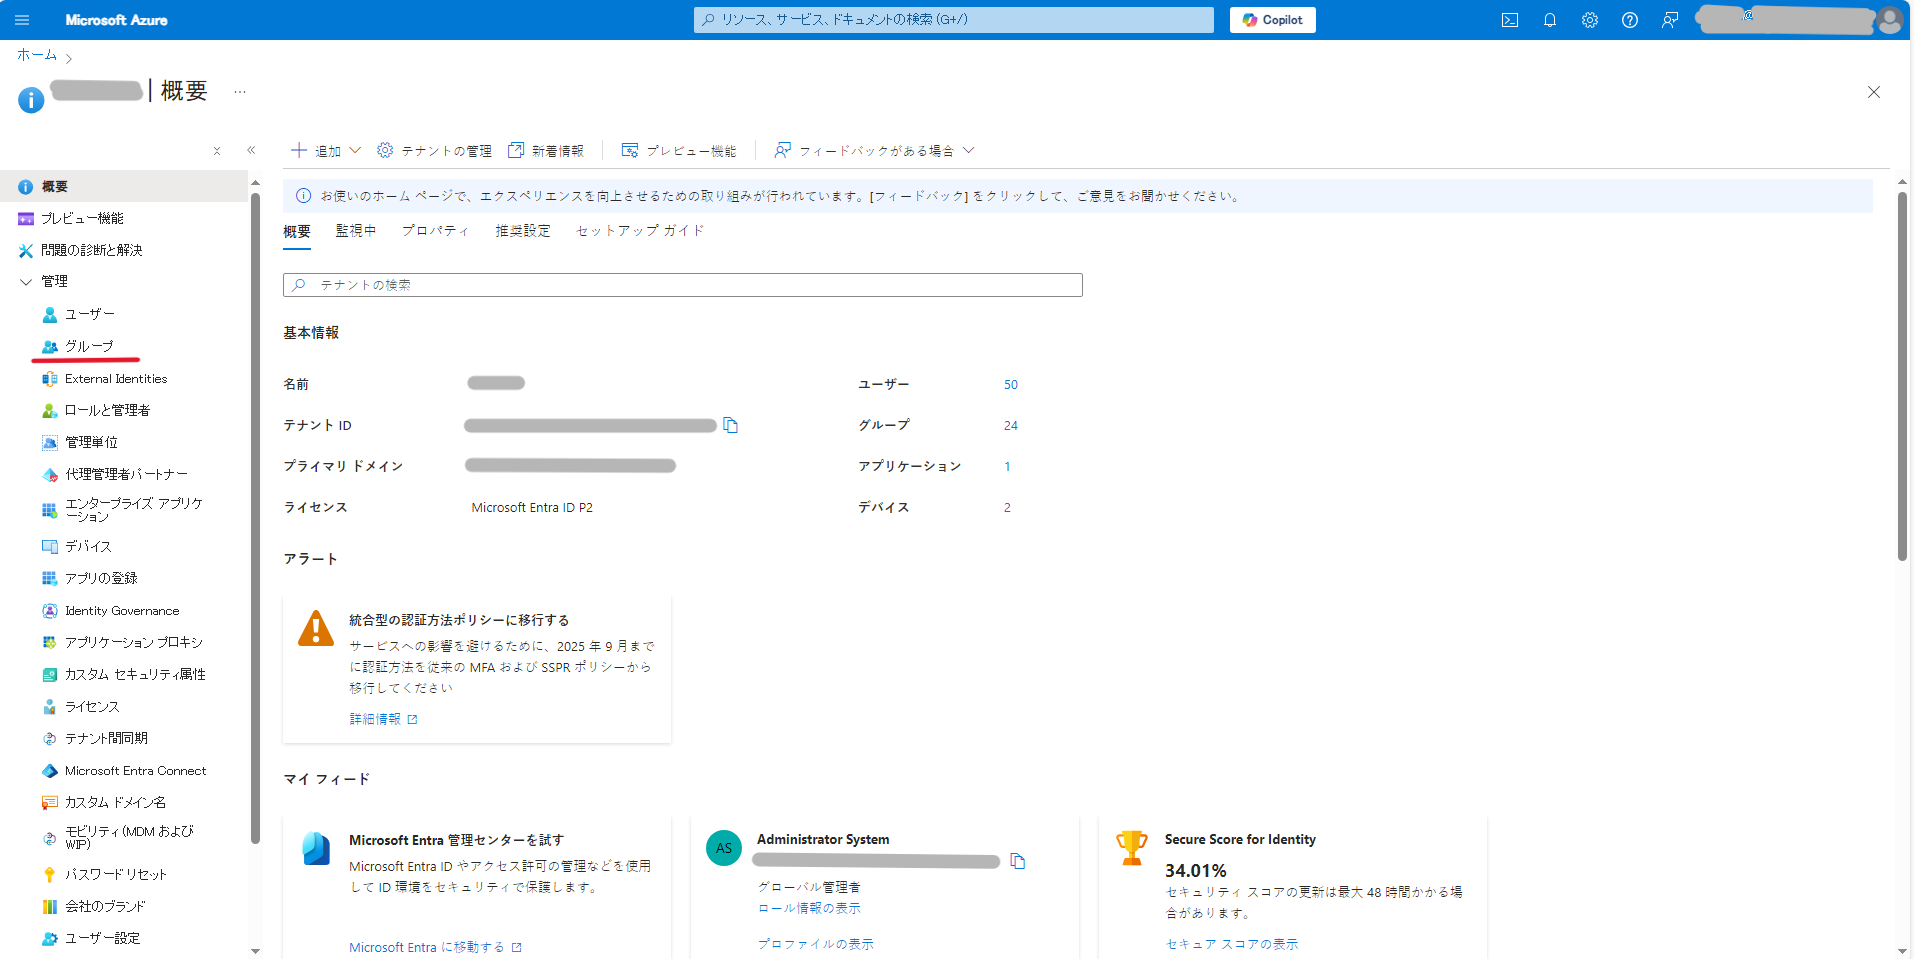 Microsoft Azure
リソース、サービス、ドキュメントの検索 (G+/)
Copilot
@
ホーム
| 概要
…
追加
テナントの管理
新着情報
プレビュー機能
フィードバックがある場合
お使いのホーム ページで、エクスペリエンスを向上させるための取り組みが行われています。[フィードバック] をクリックして、ご意見をお聞かせください。
概要
プレビュー機能
問題の診断と解決
管理
ユーザー
グループ
External Identities
ロールと管理者
管理単位
代理管理者パートナー
エンタープライズ アプリケ
ーション
デバイス
アプリの登録
Identity Governance
アプリケーション プロキシ
カスタム セキュリティ属性
ライセンス
テナント間同期
Microsoft Entra Connect
カスタム ドメイン名
モビリティ (MDM および
WIP)
パスワード リセット
会社のブランド
ユーザー設定
概要
監視中
プロパティ
推奨設定
セットアップ ガイド
テナントの検索
基本情報
名前
ユーザー
50
テナント ID
グループ
24
プライマリ ドメイン
アプリケーション
1
ライセンス
Microsoft Entra ID P2
デバイス
2
アラート
統合型の認証方法ポリシーに移行する
サービスへの影響を避けるために、2025 年 9 月まで
に認証方法を従来の MFA および SSPR ポリシーから
移行してください
詳細情報
マイ フィード
Microsoft Entra 管理センターを試す
Microsoft Entra ID やアクセス許可の管理などを使用
して ID 環境をセキュリティで保護します。
Microsoft Entra に移動する
AS
Administrator System
グローバル管理者
ロール情報の表示
プロファイルの表示
Secure Score for Identity
34.01%
セキュリティ スコアの更新は最大 48 時間かかる場
合があります。
セキュア スコアの表示